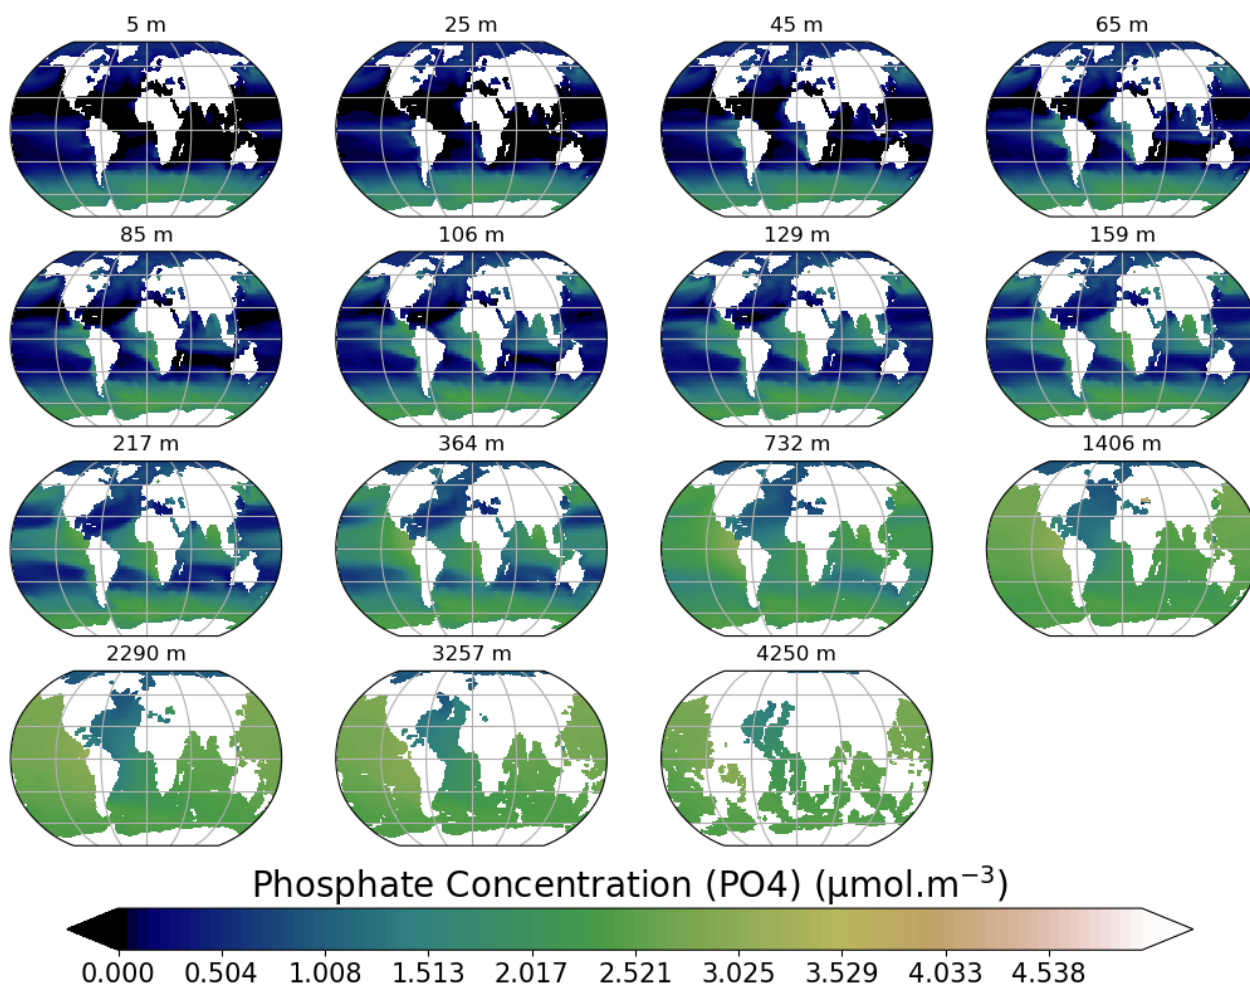 5 m 25 m 45 m 65 m
85 m 106 m 129 m 159 m
217 m 364 m 732 m 1406 m
2290 m 3257 m 4250 m
Phosphate Concentration (PO4) (μmol.m⁻³)
0.000 0.504 1.008 1.513 2.017 2.521 3.025 3.529 4.033 4.538